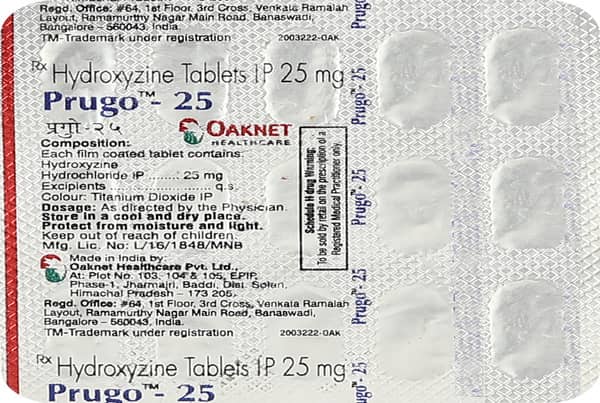 Regd. Office: #64, 1st Floor, 3rd Cross, Venkata Ramaiah
Layout, Ramamurthy Nagar Main Road, Banaswadi,
Bangalore – 560043, India.
TM-Trademark under registration 2003222-OAK
Rx Hydroxyzine Tablets IP 25 mg
Prugo™ - 25
प्रुगो - २५
OAKNET
HEALTHCARE
Composition:
Each film coated tablet contains:
Hydroxyzine
Hydrochloride IP ........: 25 mg
Excipients ...................... q.s.
Colour: Titanium Dioxide IP
Dosage: As directed by the Physician.
Store in a cool and dry place.
Protect from moisture and light.
Keep out of reach of children.
Mfg. Lic. No: L/16/1848/MNB
Schedule H drug Warning:
To be sold by retail on the prescription of a
Registered Medical Practitioner only.
Made in India by:
Oaknet Healthcare Pvt. Ltd.,
At: Plot No. 103, 104 & 105, EPIP,
Phase-1, Jharmajri, Baddi, Dist. Solan,
Himachal Pradesh – 173 205.
Regd. Office: #64, 1st Floor, 3rd Cross, Venkata Ramaiah
Layout, Ramamurthy Nagar Main Road, Banaswadi,
Bangalore – 560043, India.
TM-Trademark under registration 2003222-OAK
Rx Hydroxyzine Tablets IP 25 mg
Prugo™ - 25
Prugo™ - 25
Prugo™ - 25
Prugo™ - 25
Prugo™ - 25